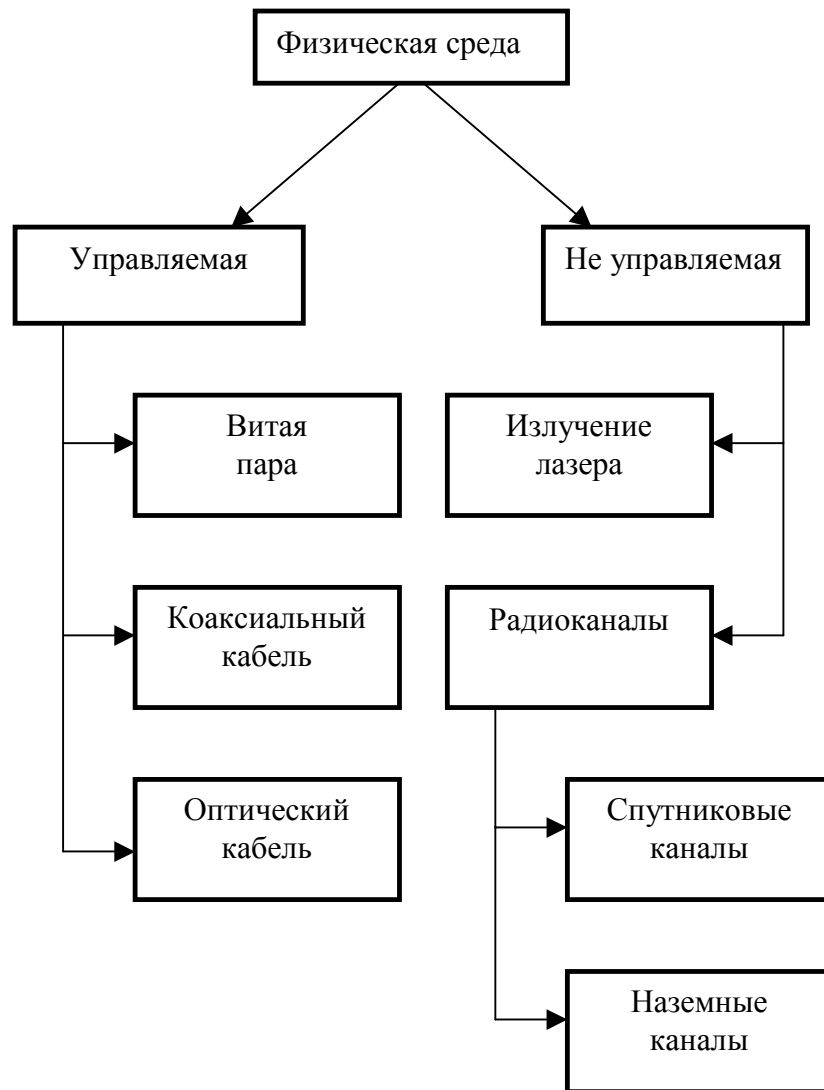 Физическая среда
Управляемая
Не управляемая
Витая
пара
Излучение
лазера
Коаксиальный
кабель
Радиоканалы
Оптический
кабель
Спутниковые
каналы
Наземные
каналы